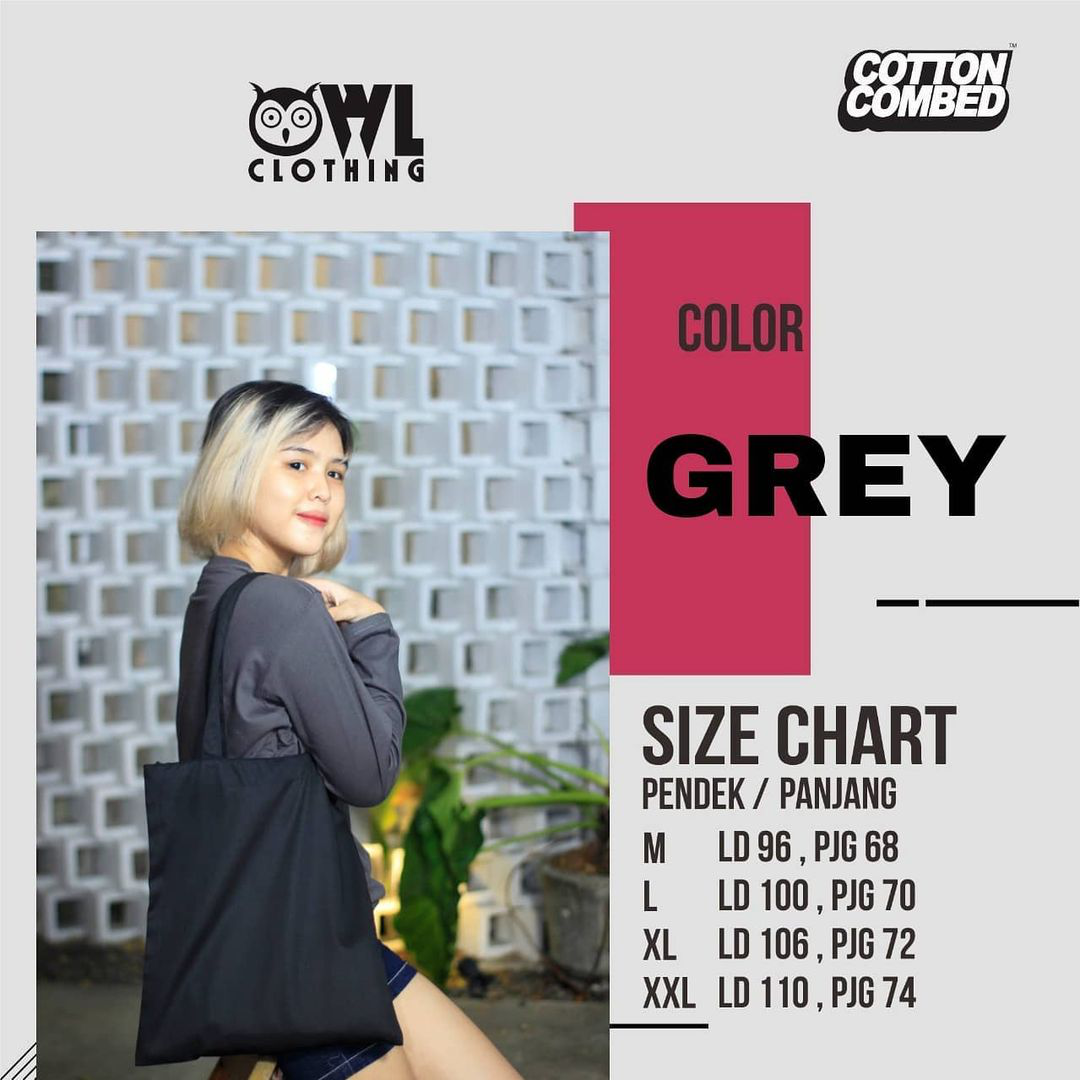 OWL
CLOTHING
COTTON
COMBED
TM
COLOR
GREY
SIZE CHART
PENDEK / PANJANG
M LD 96 , PJG 68
L LD 100 , PJG 70
XL LD 106 , PJG 72
XXL LD 110 , PJG 74